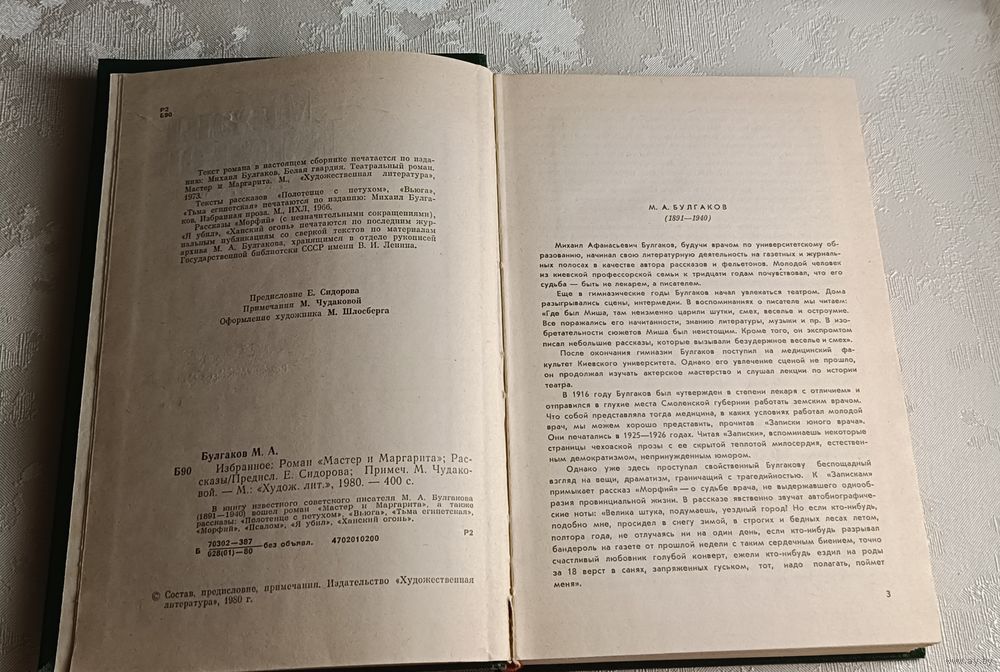 Р2
Б90
Текст романа в настоящем сборнике печатается по изда-
нию: Михаил Булгаков. Белая гвардия. Театральный роман.
Мастер и Маргарита. М., «Художественная литература»,
1973.
Тексты рассказов «Полотенце с петухом», «Вьюга»,
«Тьма египетская» печатаются по изданию: Михаил Булга-
ков. Избранная проза. М., ИХЛ, 1966.
Рассказы «Морфий» (с незначительными сокращениями),
«Я убил», «Ханский огонь» печатаются по последним жур-
нальным публикациям со сверкой текстов по материалам
архива М. А. Булгакова, хранящимся в отделе рукописей
Государственной библиотеки СССР имени В. И. Ленина.
Предисловие Е. Сидорова
Примечания М. Чудаковой
Оформление художника М. Шлосберга
Булгаков М. А.
Б90 Избранное: Роман «Мастер и Маргарита»; Рас-
сказы/Предисл. Е. Сидорова; Примеч. М. Чудако-
вой. — М.: «Худож. лит.», 1980. — 400 с.
В книгу известного советского писателя М. А. Булгакова
(1891—1940) вошел роман «Мастер и Маргарита», а также
рассказы: «Полотенце с петухом», «Вьюга», «Тьма египетская»,
«Морфий», «Псалом», «Я убил», «Ханский огонь».
Б 70302—387 без объявл. 4702010200 Р2
028(01)—80
© Состав, предисловие, примечания. Издательство «Художественная
литература», 1980 г.
М. А. БУЛГАКОВ
(1891—1940)
Михаил Афанасьевич Булгаков, будучи врачом по университетскому об-
разованию, начинал свою литературную деятельность на газетных и журналь-
ных полосах в качестве автора рассказов и фельетонов. Молодой человек
из киевской профессорской семьи к тридцати годам почувствовал, что его
судьба — быть не лекарем, а писателем.
Еще в гимназические годы Булгаков начал увлекаться театром. Дома
разыгрывались сцены, интермедии. В воспоминаниях о писателе мы читаем:
«Где был Миша, там неизменно царили шутки, смех, веселье и остроумие.
Все поражались его начитанности, знанию литературы, музыки и пр. В изо-
бретательности сюжетов Миша был неистощим. Кроме того, он экспромтом
писал небольшие рассказы, которые вызывали безудержное веселье и смех».
После окончания гимназии Булгаков поступил на медицинский фа-
культет Киевского университета. Однако его увлечение сценой не прошло,
он продолжал изучать актерское мастерство и слушал лекции по истории
театра.
В 1916 году Булгаков был «утвержден в степени лекаря с отличием» и
отправился в глухие места Смоленской губернии работать земским врачом.
Что собой представляла тогда медицина, в каких условиях работал молодой
врач, мы можем хорошо представить, прочитав «Записки юного врача».
Они печатались в 1925—1926 годах. Читая «Записки», вспоминаешь некоторые
страницы чеховской прозы с ее скрытой теплотой милосердия, естествен-
ным демократизмом, непринужденным юмором.
Однако уже здесь проступал свойственный Булгакову беспощадный
взгляд на вещи, драматизм, граничащий с трагедийностью. К «Запискам»
примыкает рассказ «Морфий» — о судьбе врача, не выдержавшего однооб-
разия провинциальной жизни. В рассказе явственно звучат автобиографиче-
ские ноты: «Велика штука, подумаешь, уездный город! Но если кто-нибудь,
подобно мне, просидел в снегу зимой, в строгих и бедных лесах летом,
полтора года, не отлучаясь ни на один день, если кто-нибудь разрывал
бандероль на газете от прошлой недели с таким сердечным биением, точно
счастливый любовник голубой конверт, ежели кто-нибудь ездил на роды
за 18 верст в санях, запряженных гуськом, тот, надо полагать, поймет
меня».
3